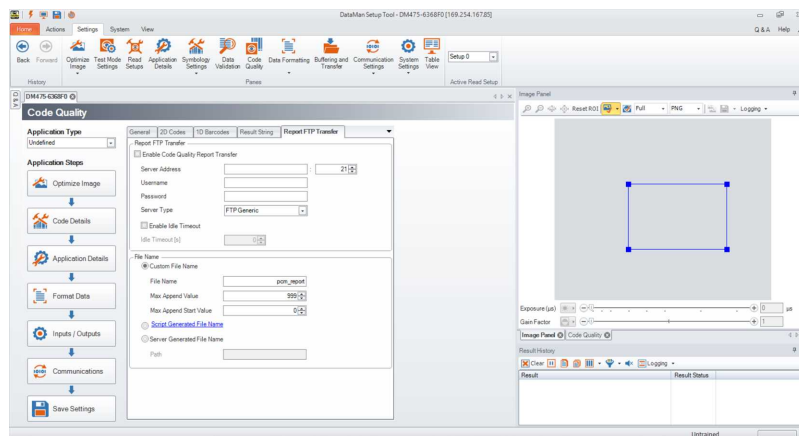 DataMan Setup Tool - DM475-6368F0 [169.254.167.85]
Home Actions Settings System View Q & A Help
Back Forward Optimize Image Test Mode Settings Read Setups Application Details Symbology Settings Data Validation Code Quality Data Formatting Buffering and Transfer Communication Settings System Settings Table View Setup 0
History Panes Active Read Setup
Q & A
DM475-6368F0
Code Quality
Application Type
Undefined
Application Steps
Optimize Image
Code Details
Application Details
Format Data
Inputs / Outputs
Communications
Save Settings
General 2D Codes 1D Barcodes Result String Report FTP Transfer
Report FTP Transfer
Enable Code Quality Report Transfer
Server Address : 21
Username
Password
Server Type FTP Generic
Enable Idle Timeout
Idle Timeout [s] 0
File Name
Custom File Name
File Name pcm_report
Max Append Value 999
Max Append Start Value 0
Script Generated File Name
Server Generated File Name
Path
Image Panel
Reset ROI Full PNG Logging
Exposure (µs) 0 µs
Gain Factor 1
Image Panel Code Quality
Result History
Clear Logging
Result Result Status
Untrained